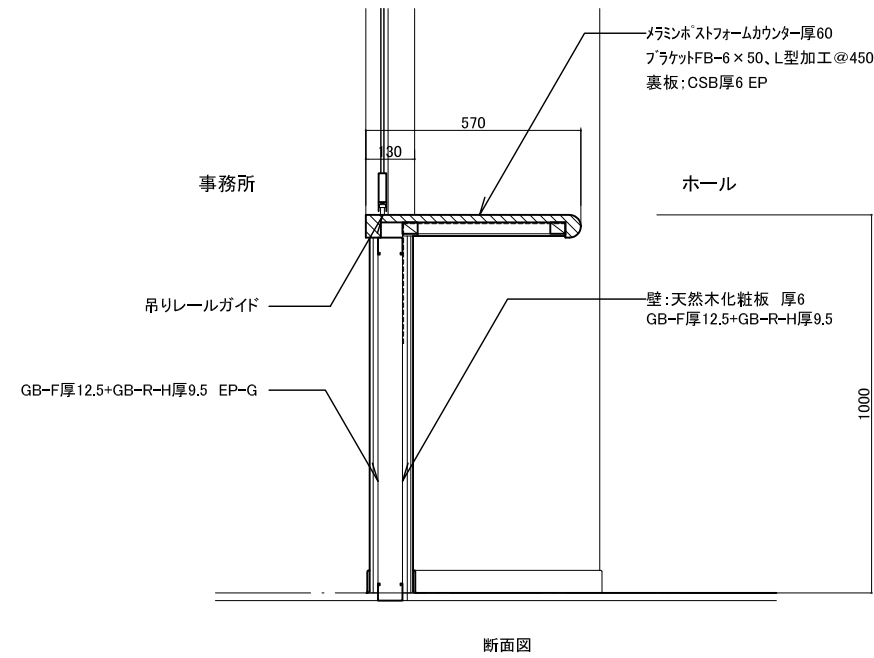 メラミンポストフォームカウンター厚60
ブラケットFB-6×50、L型加工@450
裏板;CSB厚6 EP
570
130
事務所
ホール
吊りレールガイド
壁:天然木化粧板 厚6
GB-F厚12.5+GB-R-H厚9.5
GB-F厚12.5+GB-R-H厚9.5 EP-G
1000
断面図